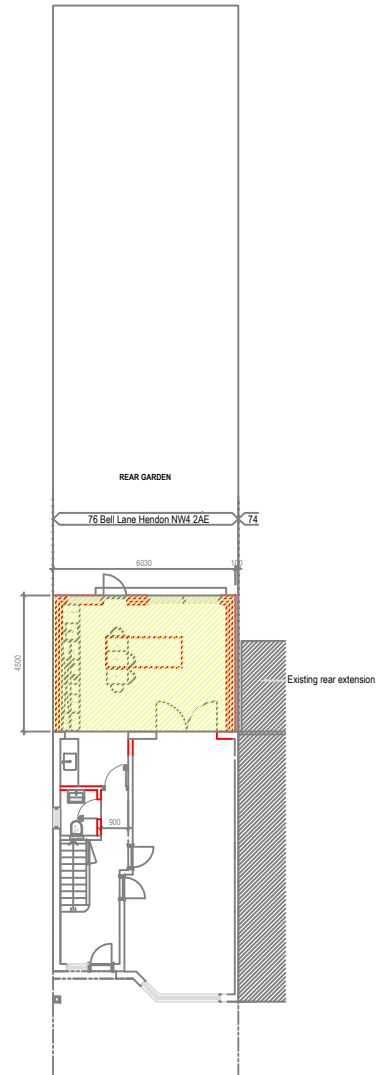 REAR GARDEN
76 Bell Lane Hendon NW4 2AE
74
6030
100
4500
Existing rear extension
900